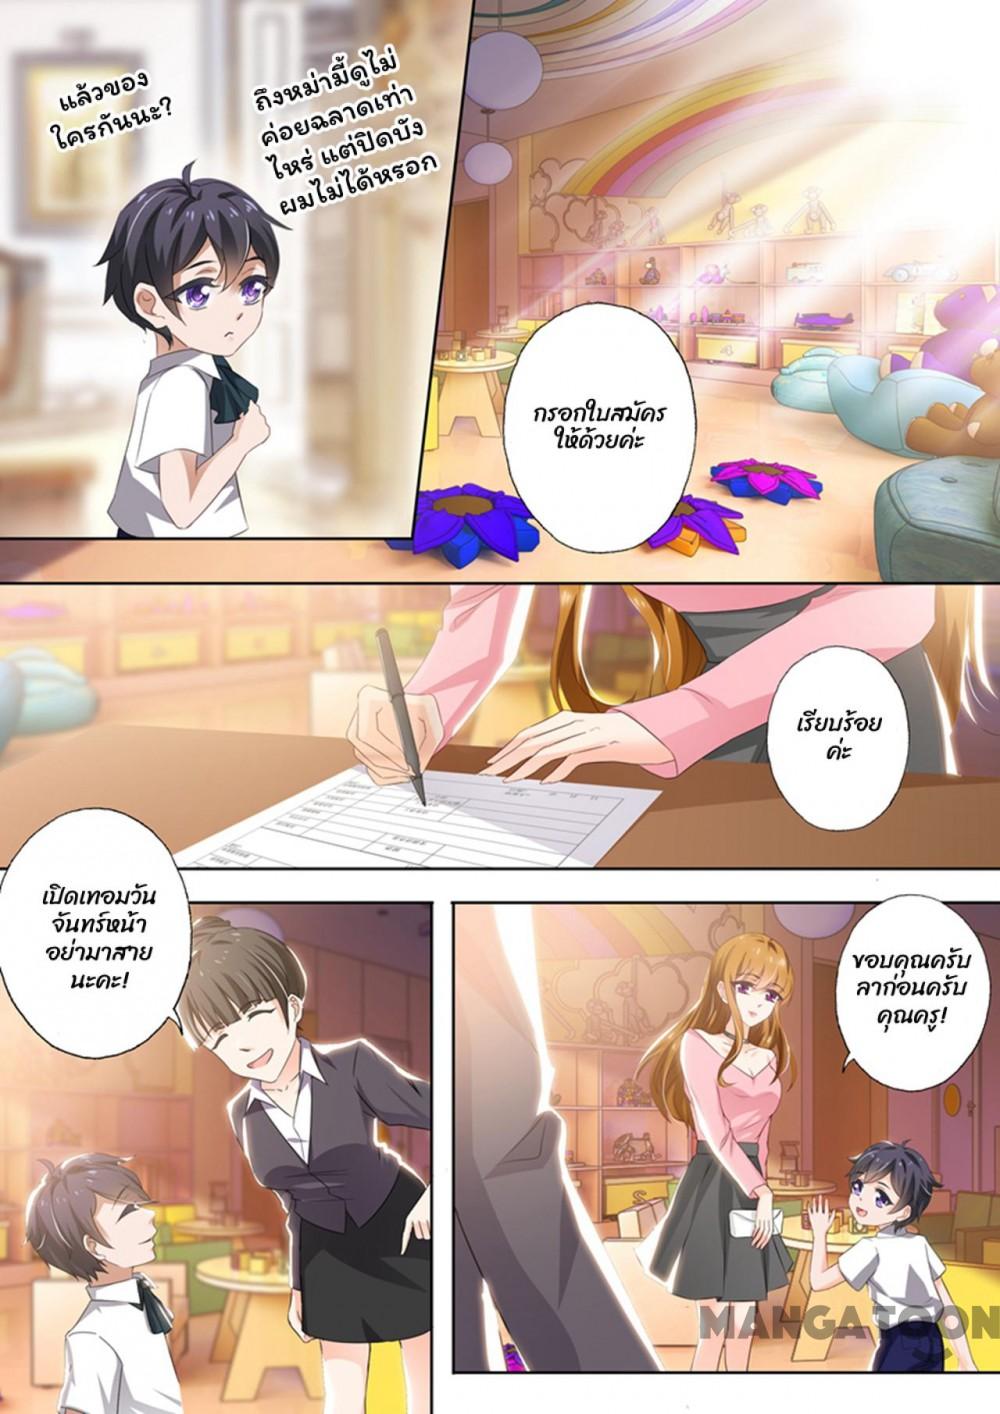 แล้วของ
ใครกันนะ?
ถึงหม่ามี้ดูไม่
ค่อยฉลาดเท่า
ไหร่ แต่ปิดบัง
ผมไม่ได้หรอก
กรอกใบสมัคร
ให้ด้วยค่ะ
เรียบร้อย
ค่ะ
เปิดเทอมวัน
จันทร์หน้า
อย่ามาสาย
นะคะ!
ขอบคุณครับ
ลาก่อนครับ
คุณครู!
MANGATOON